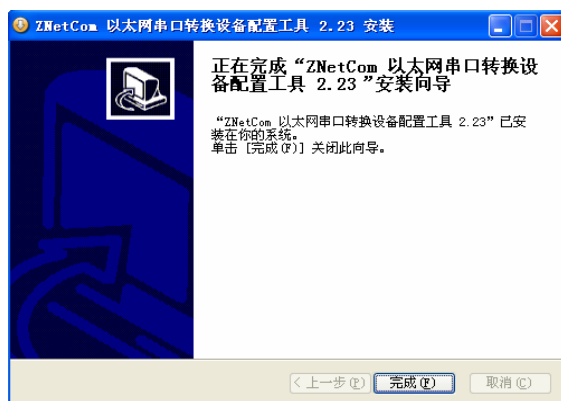 ZNetCom 以太网串口转换设备配置工具 2.23 安装
正在完成“ZNetCom 以太网串口转换设
备配置工具 2.23”安装向导
“ZNetCom 以太网串口转换设备配置工具 2.23”已安
装在你的系统。
单击 [完成(F)] 关闭此向导。
< 上一步(P) 完成(F) 取消(C)